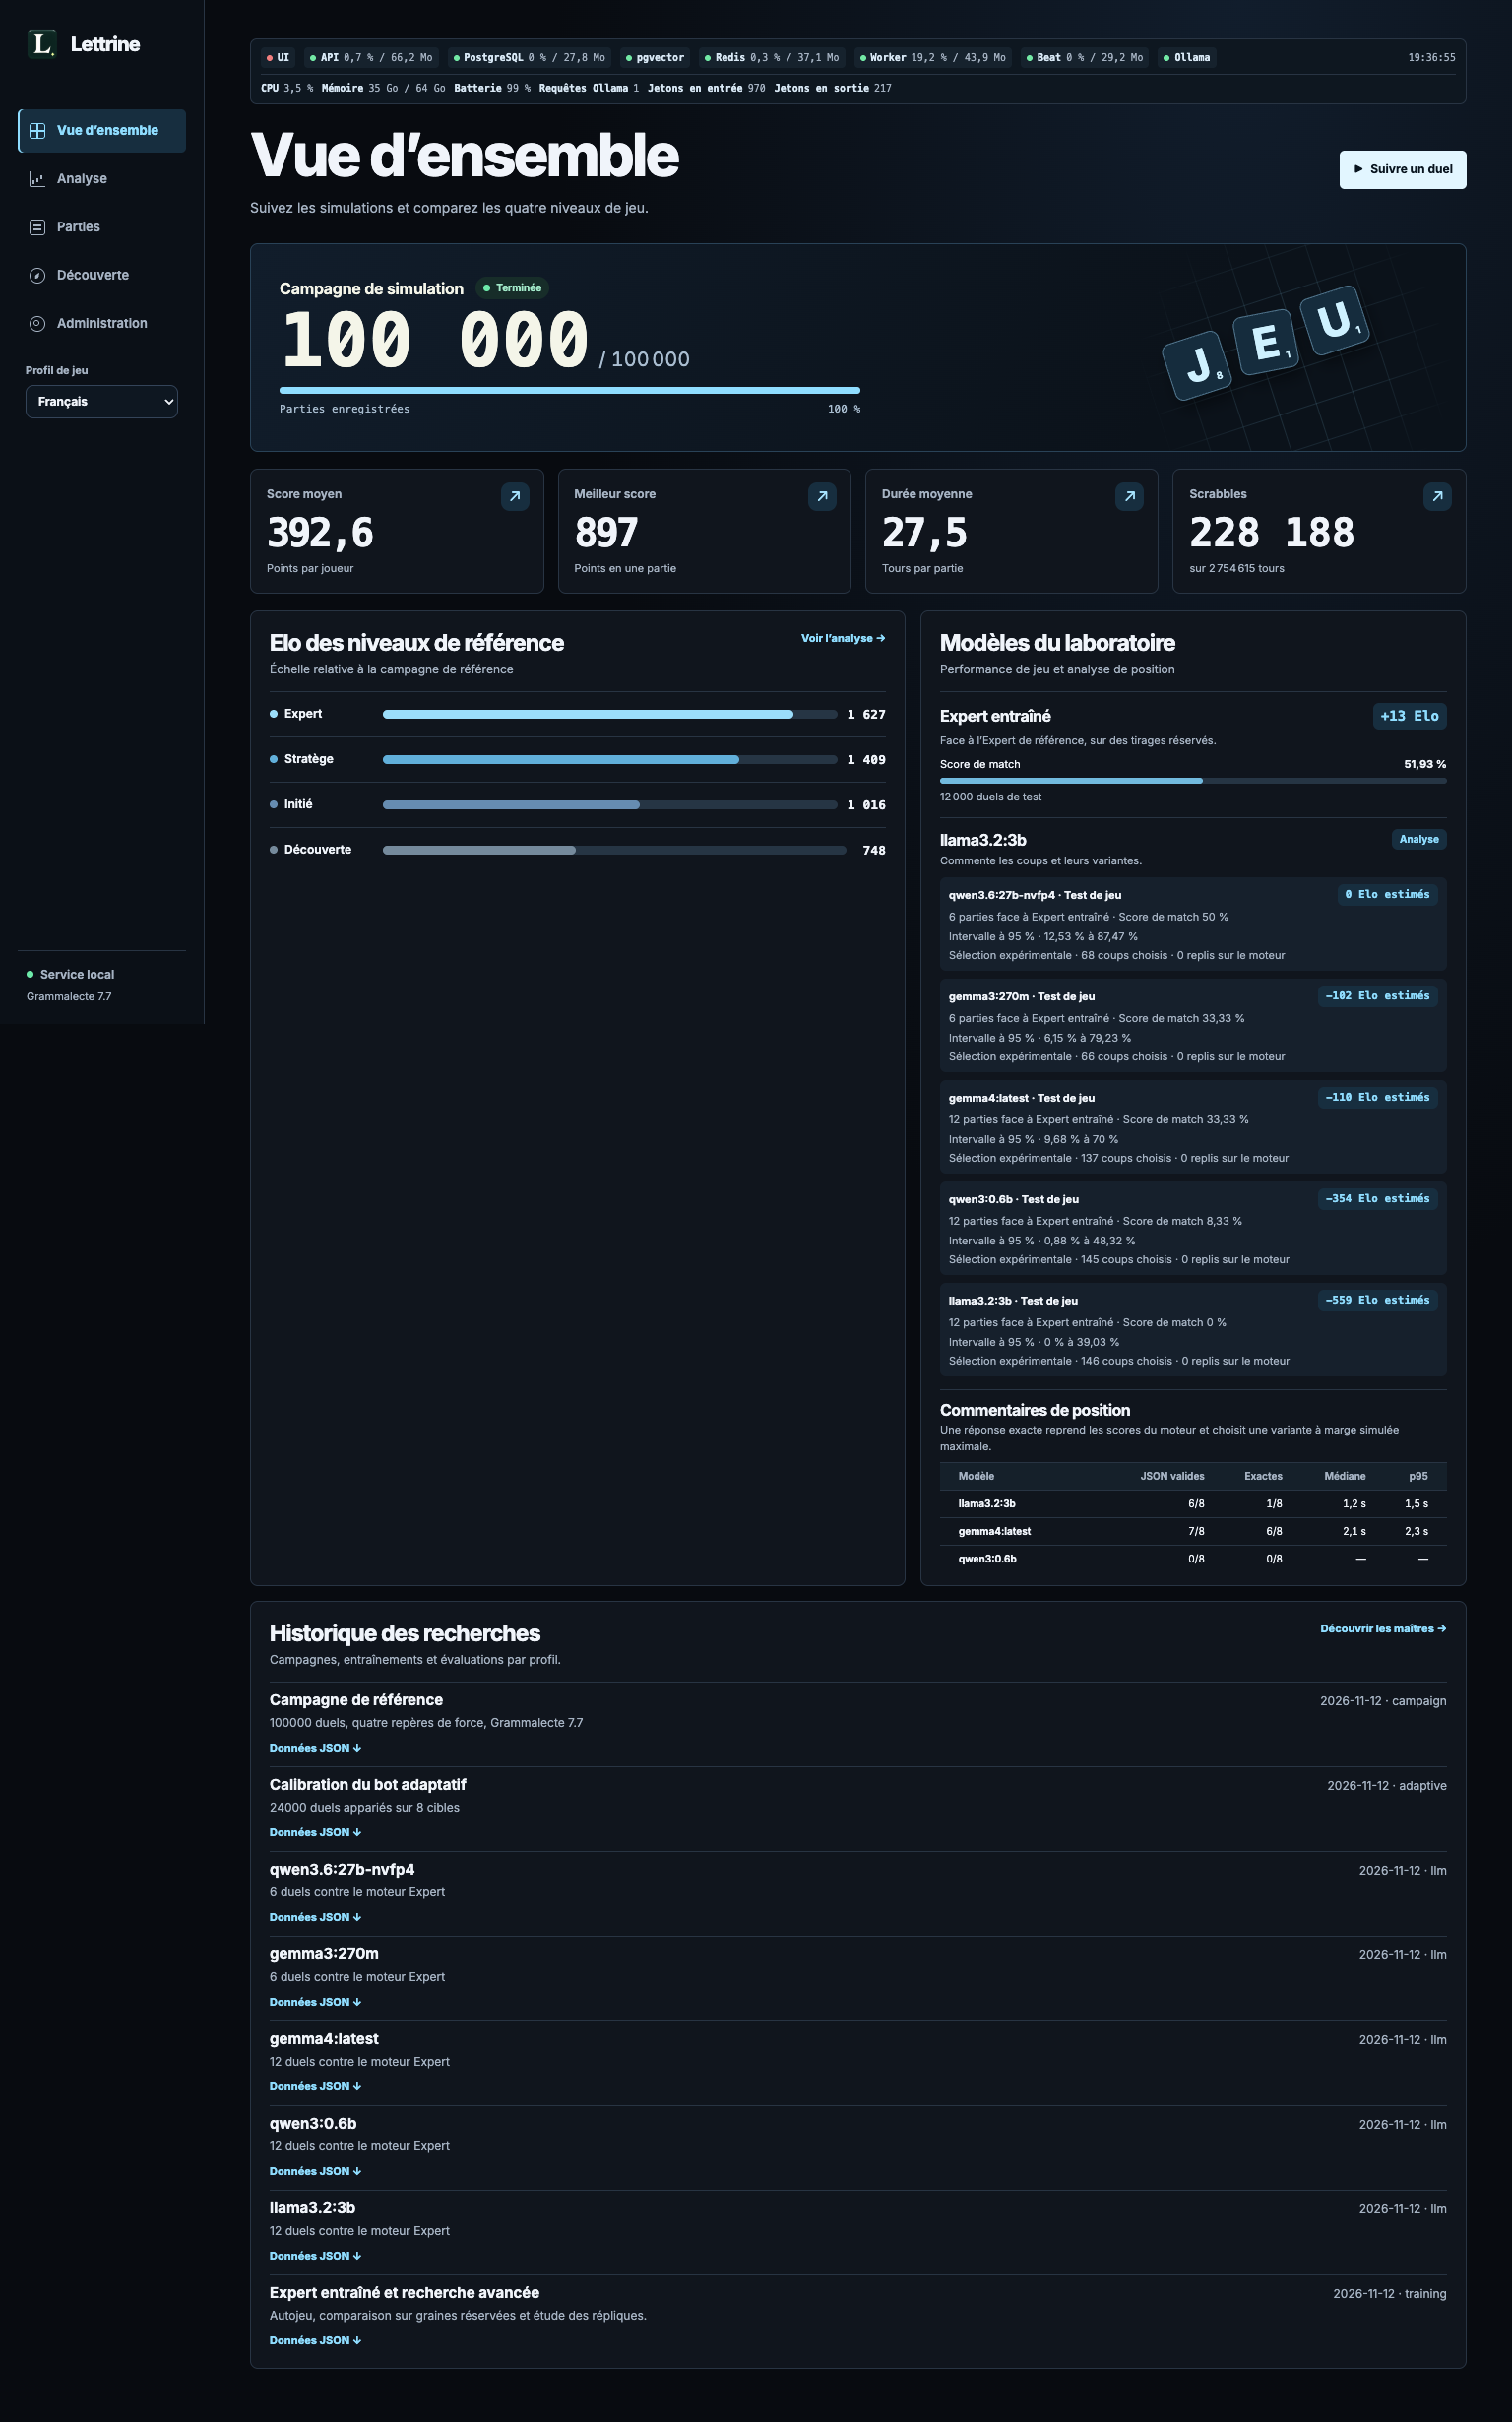 Lettrine
Vue d’ensemble
Analyse
Parties
Découverte
Administration
Profil de jeu
Français
Service local
Grammalecte 7.7
UI API 0,7 % / 66,2 Mo PostgreSQL 0 % / 27,8 Mo pgvector Redis 0,3 % / 37,1 Mo Worker 19,2 % / 43,9 Mo Beat 0 % / 29,2 Mo Ollama 19:36:55
CPU 3,5 % Mémoire 35 Go / 64 Go Batterie 99 % Requêtes Ollama 1 Jetons en entrée 970 Jetons en sortie 217
Vue d’ensemble
Suivre un duel
Suivez les simulations et comparez les quatre niveaux de jeu.
Campagne de simulation Terminée
100 000 / 100 000
Parties enregistrées 100 %
J8 E1 U1
Score moyen
392,6
Points par joueur
Meilleur score
897
Points en une partie
Durée moyenne
27,5
Tours par partie
Scrabbles
228 188
sur 2 754 615 tours
Elo des niveaux de référence Voir l’analyse →
Échelle relative à la campagne de référence
Expert 1 627
Stratège 1 409
Initié 1 016
Découverte 748
Modèles du laboratoire
Performance de jeu et analyse de position
Expert entraîné +13 Elo
Face à l’Expert de référence, sur des tirages réservés.
Score de match 51,93 %
12 000 duels de test
llama3.2:3b Analyse
Commente les coups et leurs variantes.
qwen3.6:27b-nvfp4 · Test de jeu 0 Elo estimés
6 parties face à Expert entraîné · Score de match 50 %
Intervalle à 95 % · 12,53 % à 87,47 %
Sélection expérimentale · 68 coups choisis · 0 replis sur le moteur
gemma3:270m · Test de jeu −102 Elo estimés
6 parties face à Expert entraîné · Score de match 33,33 %
Intervalle à 95 % · 6,15 % à 79,23 %
Sélection expérimentale · 66 coups choisis · 0 replis sur le moteur
gemma4:latest · Test de jeu −110 Elo estimés
12 parties face à Expert entraîné · Score de match 33,33 %
Intervalle à 95 % · 9,68 % à 70 %
Sélection expérimentale · 137 coups choisis · 0 replis sur le moteur
qwen3:0.6b · Test de jeu −354 Elo estimés
12 parties face à Expert entraîné · Score de match 8,33 %
Intervalle à 95 % · 0,88 % à 48,32 %
Sélection expérimentale · 145 coups choisis · 0 replis sur le moteur
llama3.2:3b · Test de jeu −559 Elo estimés
12 parties face à Expert entraîné · Score de match 0 %
Intervalle à 95 % · 0 % à 39,03 %
Sélection expérimentale · 146 coups choisis · 0 replis sur le moteur
Commentaires de position
Une réponse exacte reprend les scores du moteur et choisit une variante à marge simulée
maximale.
Modèle JSON valides Exactes Médiane p95
llama3.2:3b 6/8 1/8 1,2 s 1,5 s
gemma4:latest 7/8 6/8 2,1 s 2,3 s
qwen3:0.6b 0/8 0/8 — —
Historique des recherches Découvrir les maîtres →
Campagnes, entraînements et évaluations par profil.
Campagne de référence 2026-11-12 · campaign
100000 duels, quatre repères de force, Grammalecte 7.7
Données JSON ↓
Calibration du bot adaptatif 2026-11-12 · adaptive
24000 duels appariés sur 8 cibles
Données JSON ↓
qwen3.6:27b-nvfp4 2026-11-12 · llm
6 duels contre le moteur Expert
Données JSON ↓
gemma3:270m 2026-11-12 · llm
6 duels contre le moteur Expert
Données JSON ↓
gemma4:latest 2026-11-12 · llm
12 duels contre le moteur Expert
Données JSON ↓
qwen3:0.6b 2026-11-12 · llm
12 duels contre le moteur Expert
Données JSON ↓
llama3.2:3b 2026-11-12 · llm
12 duels contre le moteur Expert
Données JSON ↓
Expert entraîné et recherche avancée 2026-11-12 · training
Autojeu, comparaison sur graines réservées et étude des répliques.
Données JSON ↓